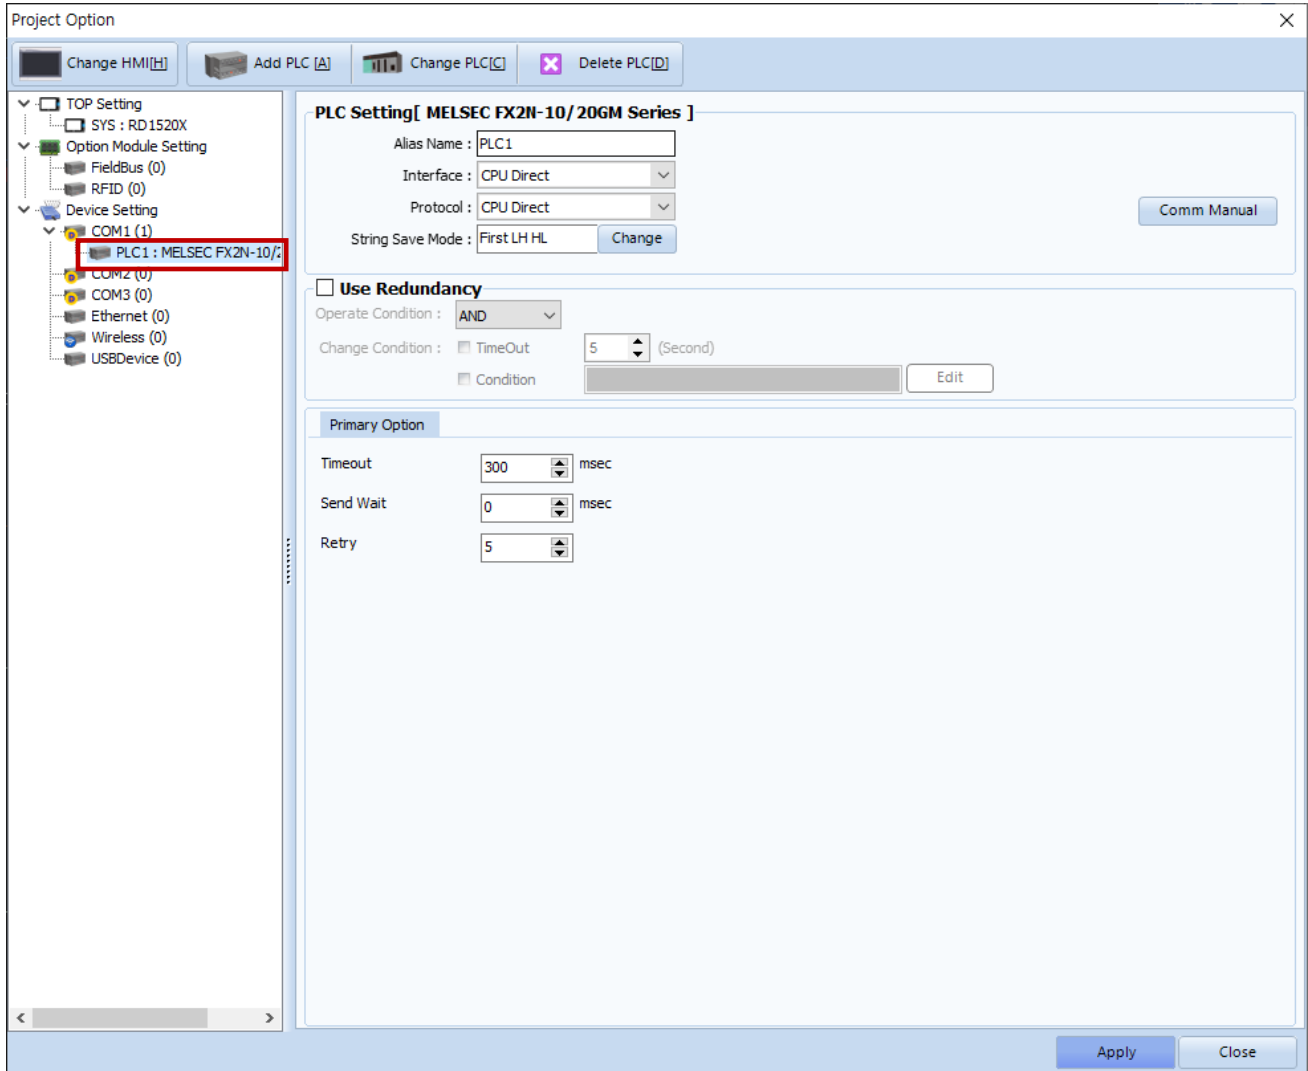 Project Option
Change HMI[H] Add PLC [A] Change PLC[C] Delete PLC[D]
TOP Setting
SYS : RD1520X
Option Module Setting
FieldBus (0)
RFID (0)
Device Setting
COM1 (1)
PLC1 : MELSEC FX2N-10/2
COM2 (0)
COM3 (0)
Ethernet (0)
Wireless (0)
USBDevice (0)
PLC Setting[ MELSEC FX2N-10/20GM Series ]
Alias Name : PLC1
Interface : CPU Direct
Protocol : CPU Direct
Comm Manual
String Save Mode : First LH HL Change
Use Redundancy
Operate Condition : AND
Change Condition : TimeOut 5 (Second)
Condition Edit
Primary Option
Timeout 300 msec
Send Wait 0 msec
Retry 5
Apply Close